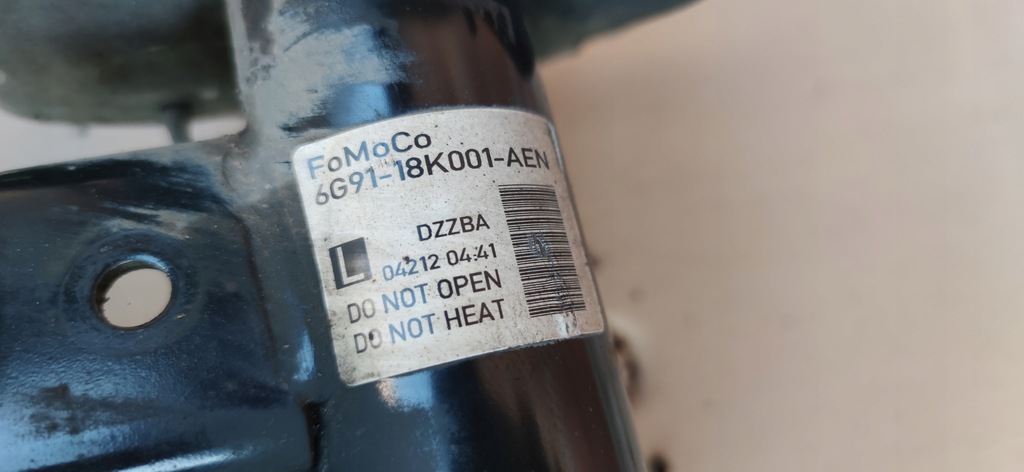 FoMoCo
6G91-18K001-AEN
DZZBA
L
04212 04:41
DO NOT OPEN
DO NOT HEAT